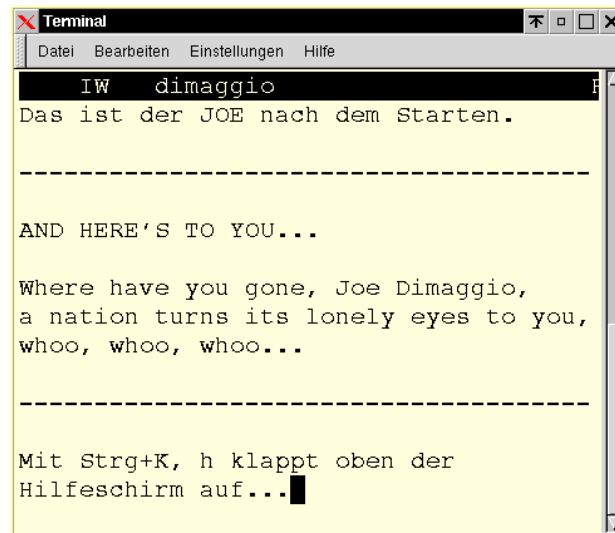 Terminal
Datei Bearbeiten Einstellungen Hilfe
IW dimaggio
Das ist der JOE nach dem Starten.
--------------------------------------
AND HERE'S TO YOU...
Where have you gone, Joe Dimaggio,
a nation turns its lonely eyes to you,
whoo, whoo, whoo...
--------------------------------------
Mit Strg+K, h klappt oben der
Hilfeschirm auf...